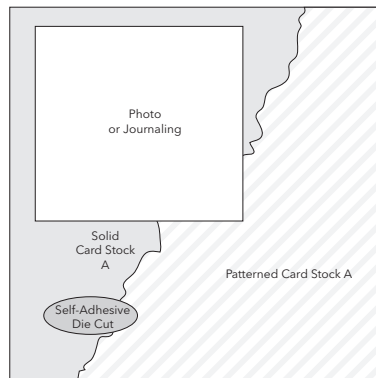 Photo
or Journaling
Solid
Card Stock
A
Patterned Card Stock A
Self-Adhesive
Die Cut